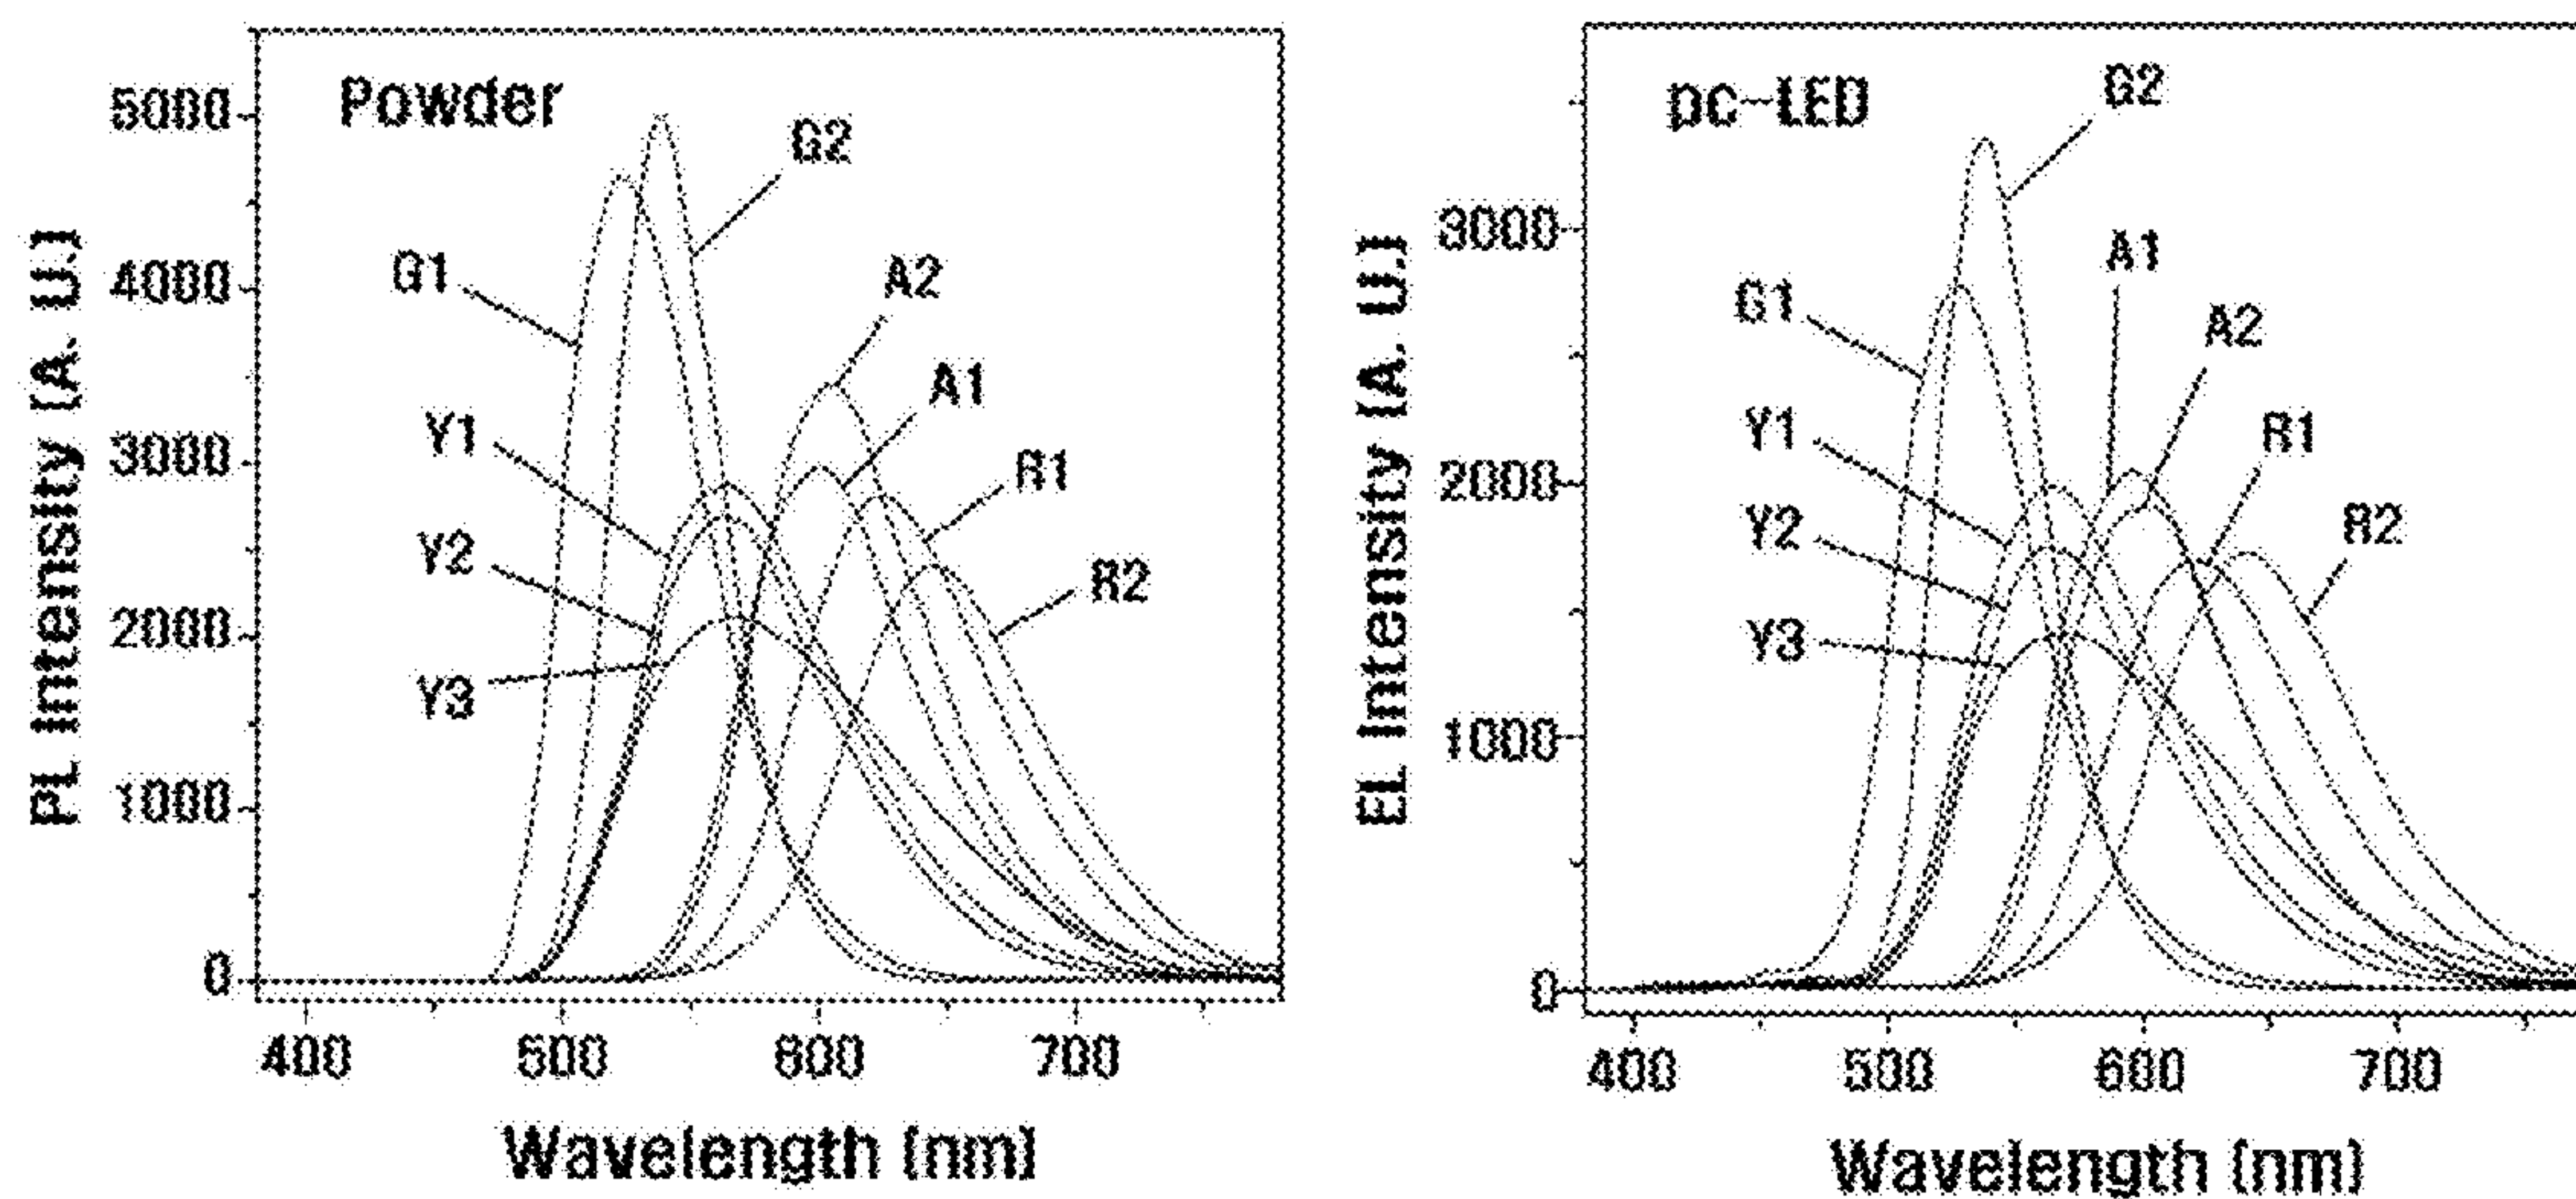 Powder
G2
G1
A2
A1
Y1
R1
Y2
R2
Y3
5000
4000
3000
2000
1000
0
PL Intensity [A. U.]
400
500
600
700
Wavelength [nm]
pc-LED
G2
A1
G1
A2
Y1
R1
Y2
R2
Y3
3000
2000
1000
0
EL Intensity [A. U.]
400
500
600
700
Wavelength [nm]